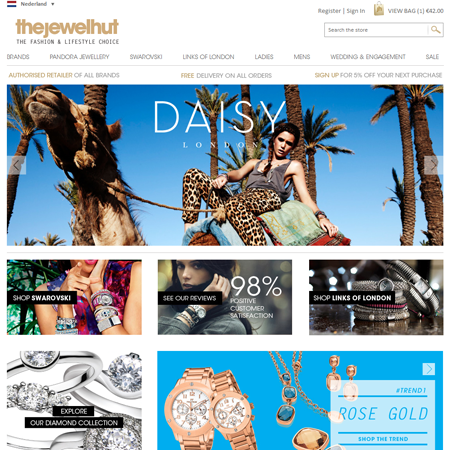 Nederland
Register | Sign In
VIEW BAG (1) €42.00
thejewelhut
THE FASHION & LIFESTYLE CHOICE
Search the store
BRANDS PANDORA JEWELLERY SWAROVSKI LINKS OF LONDON LADIES MENS WEDDING & ENGAGEMENT SALE
AUTHORISED RETAILER OF ALL BRANDS FREE DELIVERY ON ALL ORDERS SIGN UP FOR 5% OFF YOUR NEXT PURCHASE
DAISY
LONDON
SHOP SWAROVSKI
SEE OUR REVIEWS
98%
POSITIVE
CUSTOMER
SATISFACTION
SHOP LINKS OF LONDON
EXPLORE
OUR DIAMOND COLLECTION
#TREND1
ROSE GOLD
SHOP THE TREND